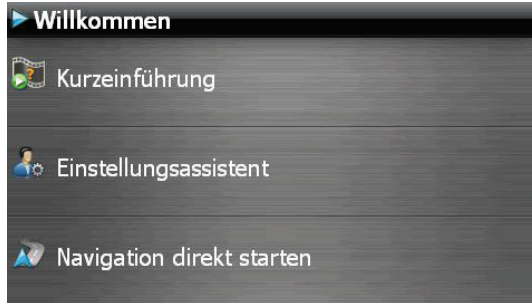 Willkommen
Kurzeinführung
Einstellungsassistent
Navigation direkt starten